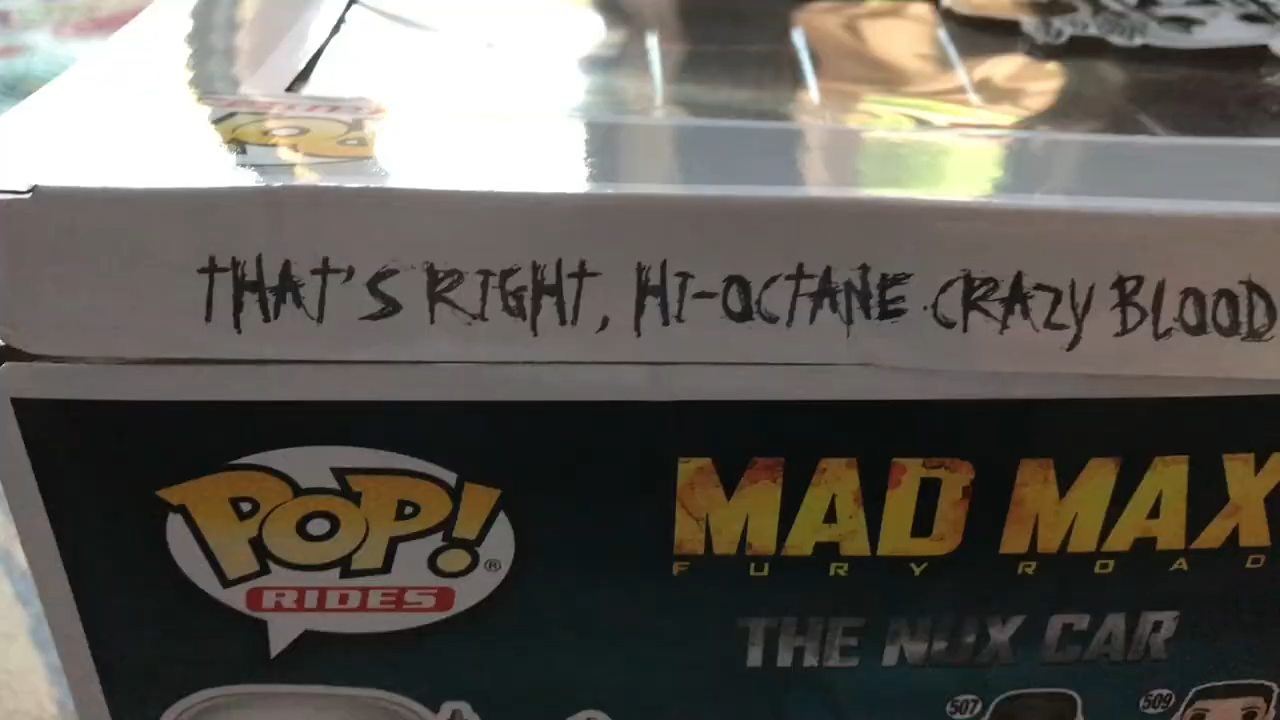 THAT'S RIGHT, HI-OCTANE CRAZY BLOOD
POP! ®
RIDES
MAD MAX
FURY ROAD
THE NUX CAR
507
509